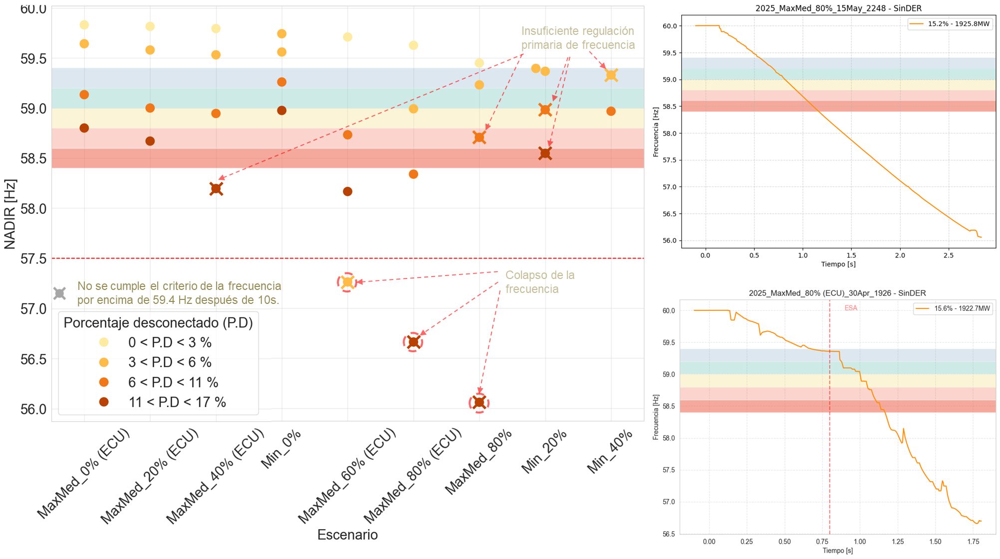 60.0
59.5
59.0
58.5
58.0
57.5
57.0
56.5
56.0
NADIR [Hz]
Insuficiente regulación
primaria de frecuencia
Colapso de la
frecuencia
No se cumple el criterio de la frecuencia
por encima de 59.4 Hz después de 10s.
Porcentaje desconectado (P.D)
0 < P.D < 3 %
3 < P.D < 6 %
6 < P.D < 11 %
11 < P.D < 17 %
MaxMed_0% (ECU)
MaxMed_20% (ECU)
MaxMed_40% (ECU)
Min_0%
MaxMed_60% (ECU)
MaxMed_80% (ECU)
MaxMed_80%
Min_20%
Min_40%
Escenario
2025_MaxMed_80%_15May_2248 - SinDER
15.2% - 1925.8MW
60.0
59.5
59.0
58.5
58.0
57.5
57.0
56.5
56.0
Frecuencia [Hz]
0.0
0.5
1.0
1.5
2.0
2.5
Tiempo [s]
2025_MaxMed_80% (ECU)_30Apr_1926 - SinDER
ESA
15.6% - 1922.7MW
60.0
59.5
59.0
58.5
58.0
57.5
57.0
56.5
Frecuencia [Hz]
0.00
0.25
0.50
0.75
1.00
1.25
1.50
1.75
Tiempo [s]